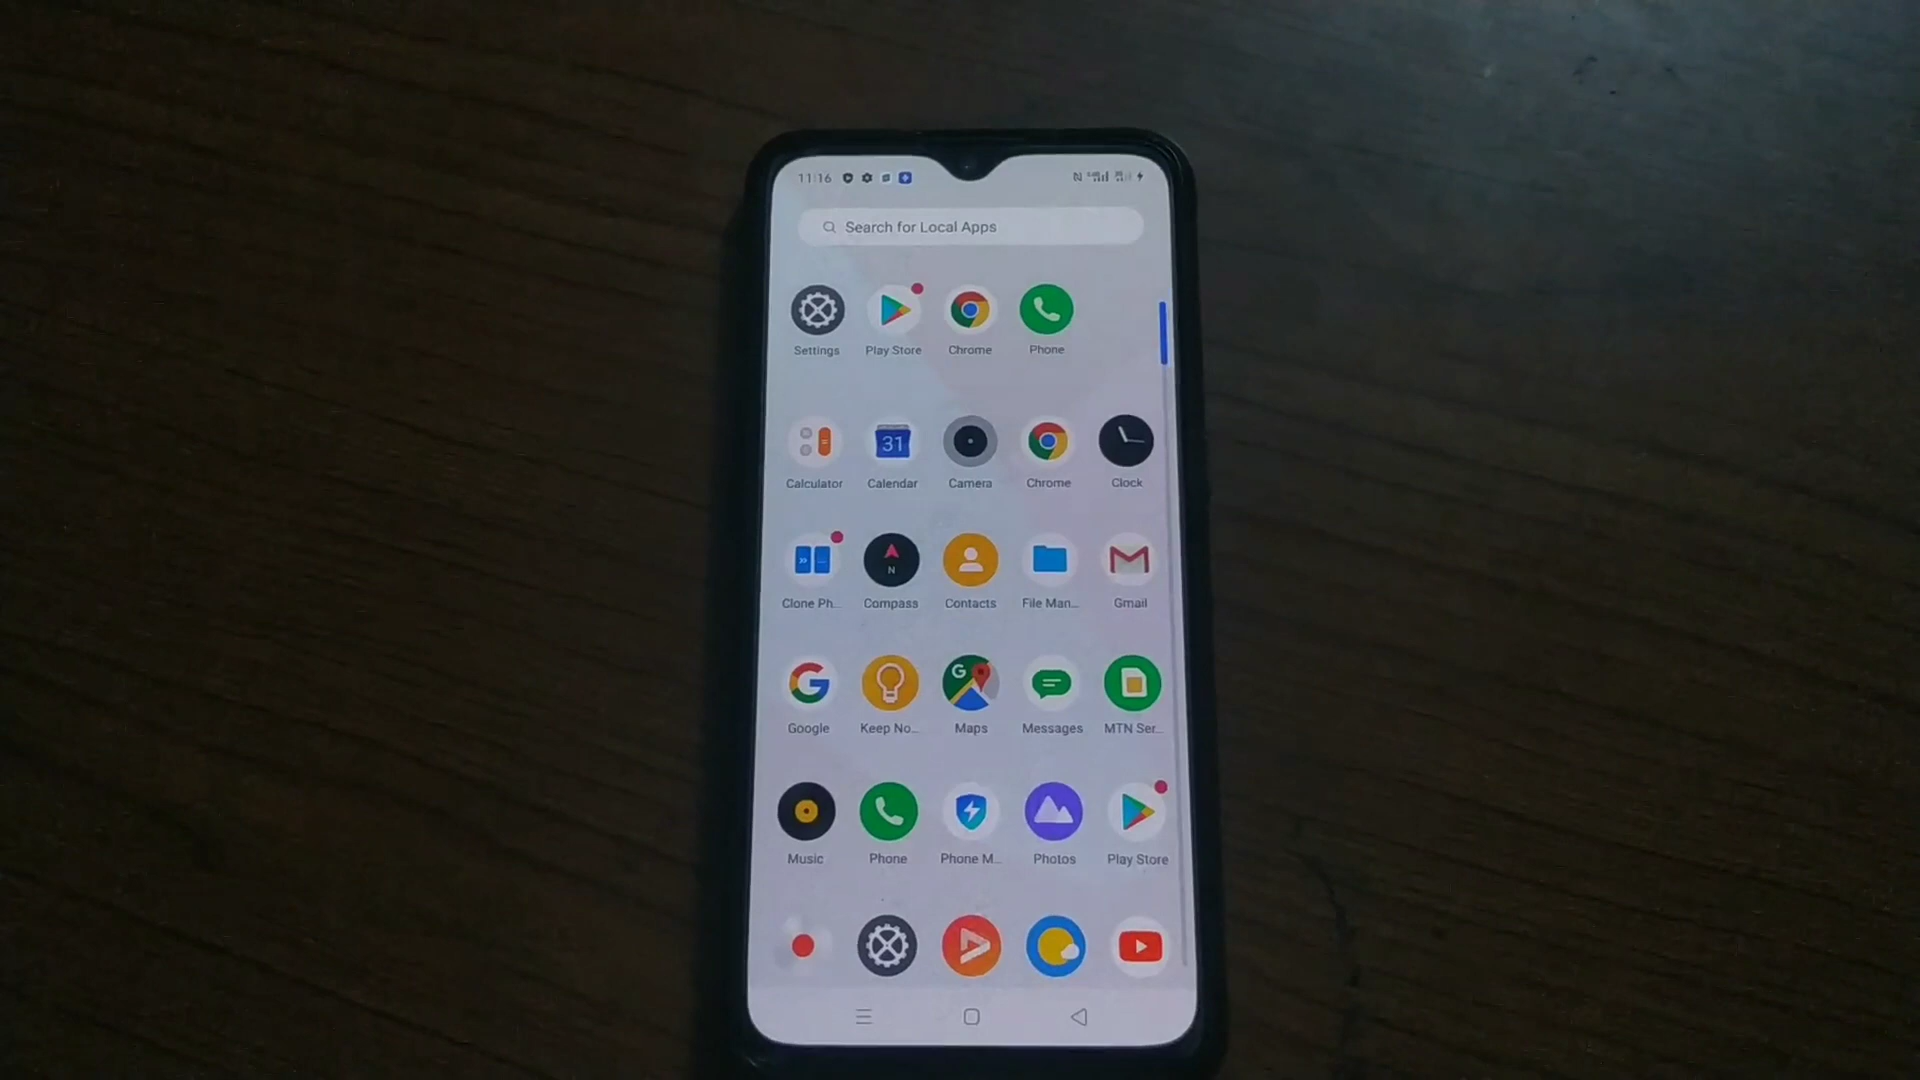 11:16
Search for Local Apps
Settings Play Store Chrome Phone
31
Calculator Calendar Camera Chrome Clock
N
Clone Ph... Compass Contacts File Man... Gmail
G
Google Keep No... Maps Messages MTN Ser...
Music Phone Phone M... Photos Play Store